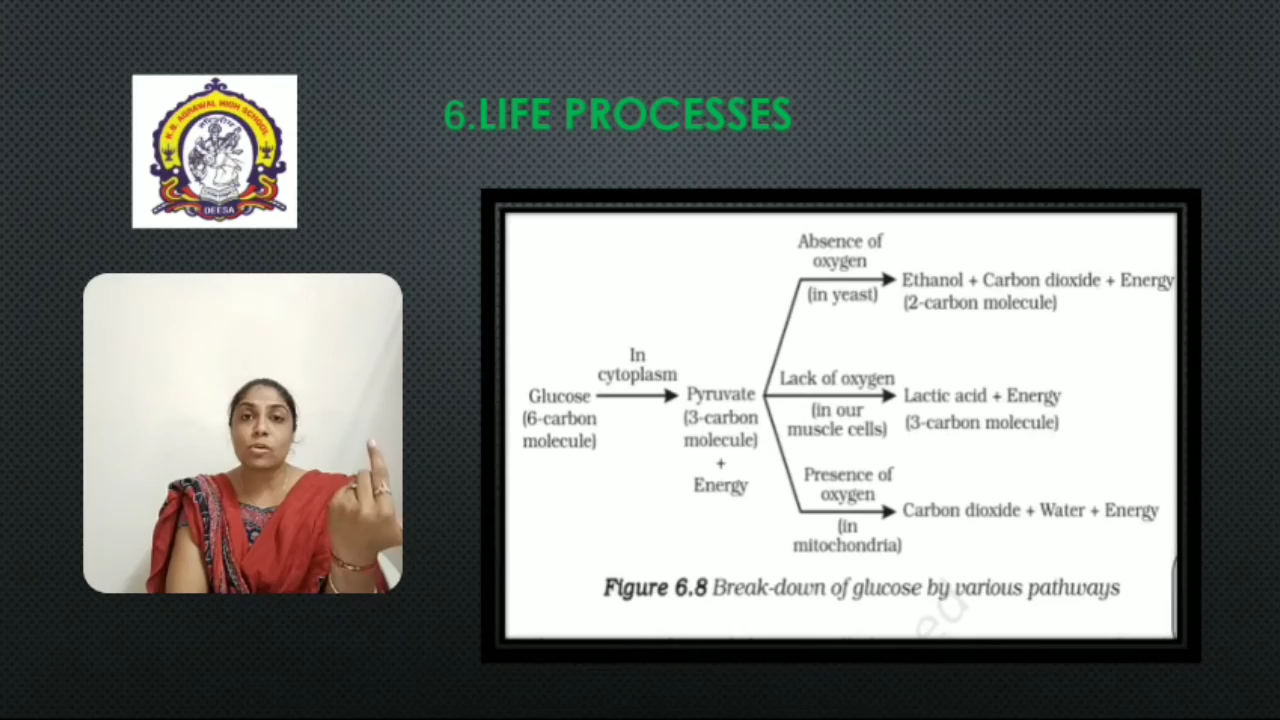 6.LIFE PROCESSES
K.B. AGRAWAL HIGH SCHOOL
DEESA
Absence of
oxygen
(in yeast)
Ethanol + Carbon dioxide + Energy
(2-carbon molecule)
In
cytoplasm
Glucose
(6-carbon
molecule)
Pyruvate
(3-carbon
molecule)
+
Energy
Lack of oxygen
(in our
muscle cells)
Lactic acid + Energy
(3-carbon molecule)
Presence of
oxygen
(in
mitochondria)
Carbon dioxide + Water + Energy
Figure 6.8 Break-down of glucose by various pathways